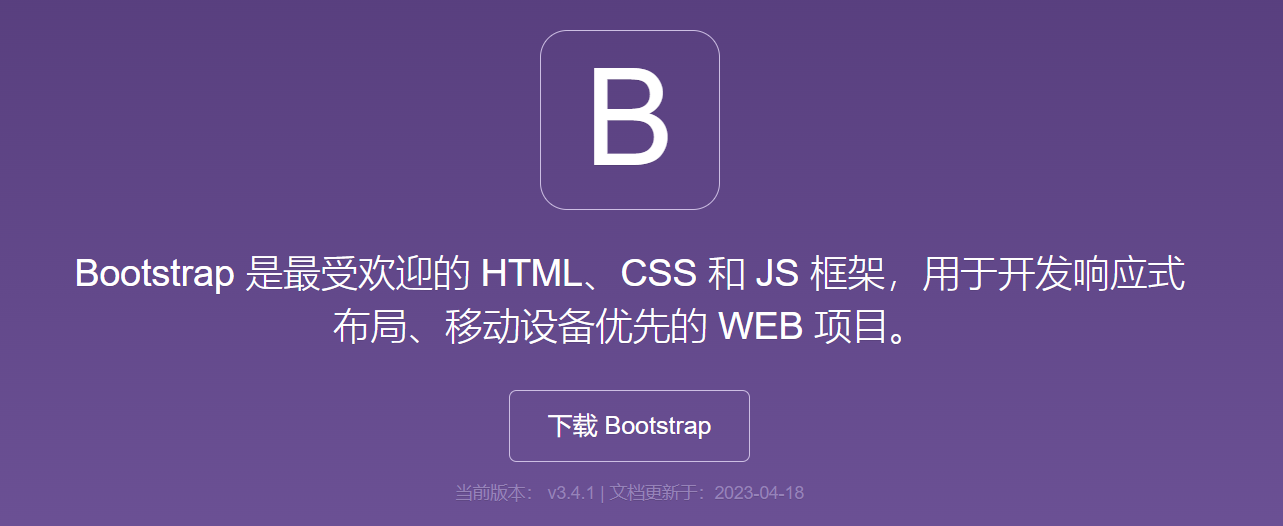 B
Bootstrap 是最受欢迎的 HTML、CSS 和 JS 框架，用于开发响应式
布局、移动设备优先的 WEB 项目。
下载 Bootstrap
当前版本： v3.4.1 | 文档更新于：2023-04-18